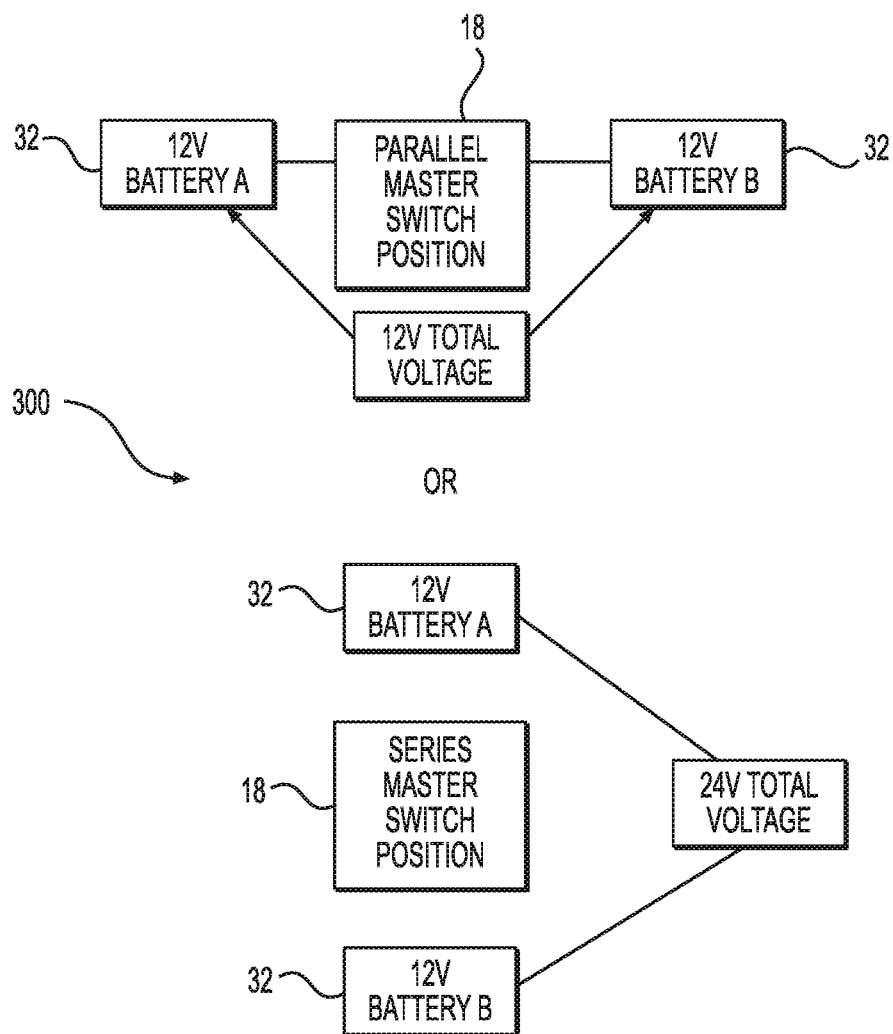 18
32
12V
BATTERY A
PARALLEL
MASTER
SWITCH
POSITION
12V
BATTERY B
32
12V TOTAL
VOLTAGE
300
OR
32
12V
BATTERY A
18
SERIES
MASTER
SWITCH
POSITION
24V TOTAL
VOLTAGE
32
12V
BATTERY B